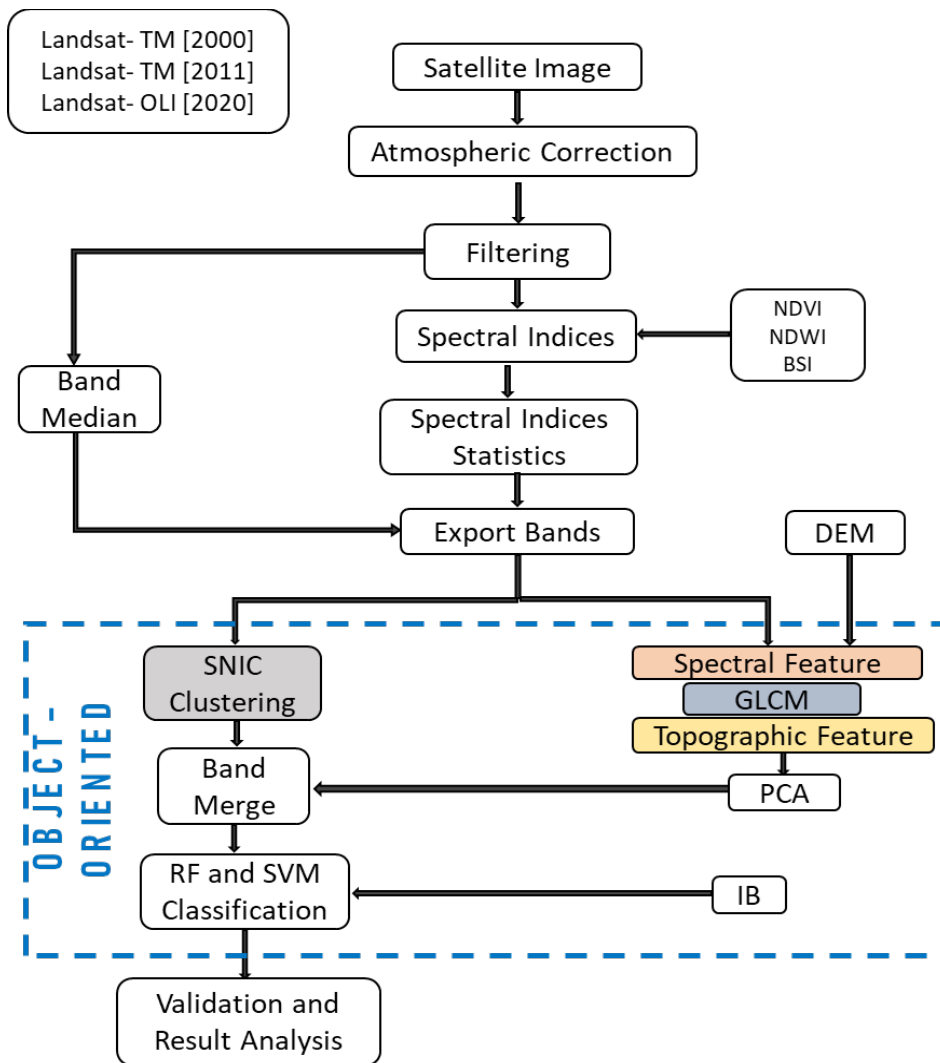 Landsat- TM [2000]
Landsat- TM [2011]
Landsat- OLI [2020]
Satellite Image
Atmospheric Correction
Filtering
Spectral Indices
NDVI
NDWI
BSI
Band
Median
Spectral Indices
Statistics
Export Bands
DEM
OBJECT -
ORIENTED
SNIC
Clustering
Spectral Feature
GLCM
Topographic Feature
Band
Merge
PCA
RF and SVM
Classification
IB
Validation and
Result Analysis